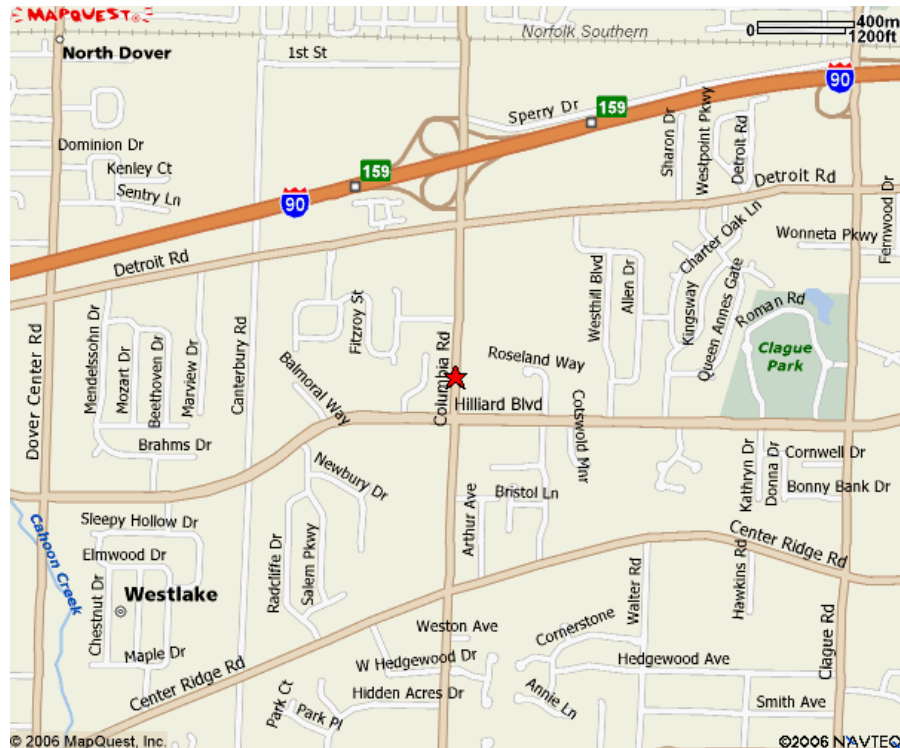 MAPQUEST®
400m
1200ft
Norfolk Southern
North Dover
1st St
90
159
Sperry Dr
Sharon Dr
Westpoint Pkwy
Detroit Rd
Dominion Dr
Kenley Ct
Sentry Ln
159
90
Detroit Rd
Fernwood Dr
Charter Oak Ln
Wonneta Pkwy
Detroit Rd
Westhill Blvd
Allen Dr
Kingsway
Queen Annes Gate
Roman Rd
Clague
Park
Dover Center Rd
Mendelssohn Dr
Mozart Dr
Beethoven Dr
Marview Dr
Canterbury Rd
Fitzroy St
Balmoral Way
Columbia Rd
Roseland Way
Hilliard Blvd
Cotswold Mnr
Brahms Dr
Newbury Dr
Kathryn Dr
Donna Dr
Cornwell Dr
Bonny Bank Dr
Bristol Ln
Arthur Ave
Cahoon Creek
Sleepy Hollow Dr
Elmwood Dr
Chestnut Dr
Westlake
Radcliffe Dr
Salem Pkwy
Center Ridge Rd
Walter Rd
Hawkins Rd
Clague Rd
Weston Ave
Cornerstone
Maple Dr
Center Ridge Rd
W Hedgewood Dr
Hedgewood Ave
Park Ct
Park Pl
Hidden Acres Dr
Annie Ln
Smith Ave
© 2006 MapQuest, Inc.
©2006 NAVTEQ